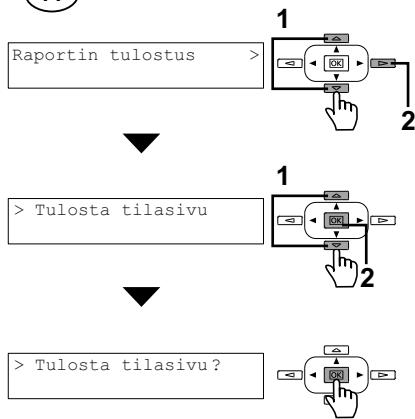 1
Raportin tulostus >
OK
2
1
> Tulosta tilasivu
OK
2
> Tulosta tilasivu?
OK